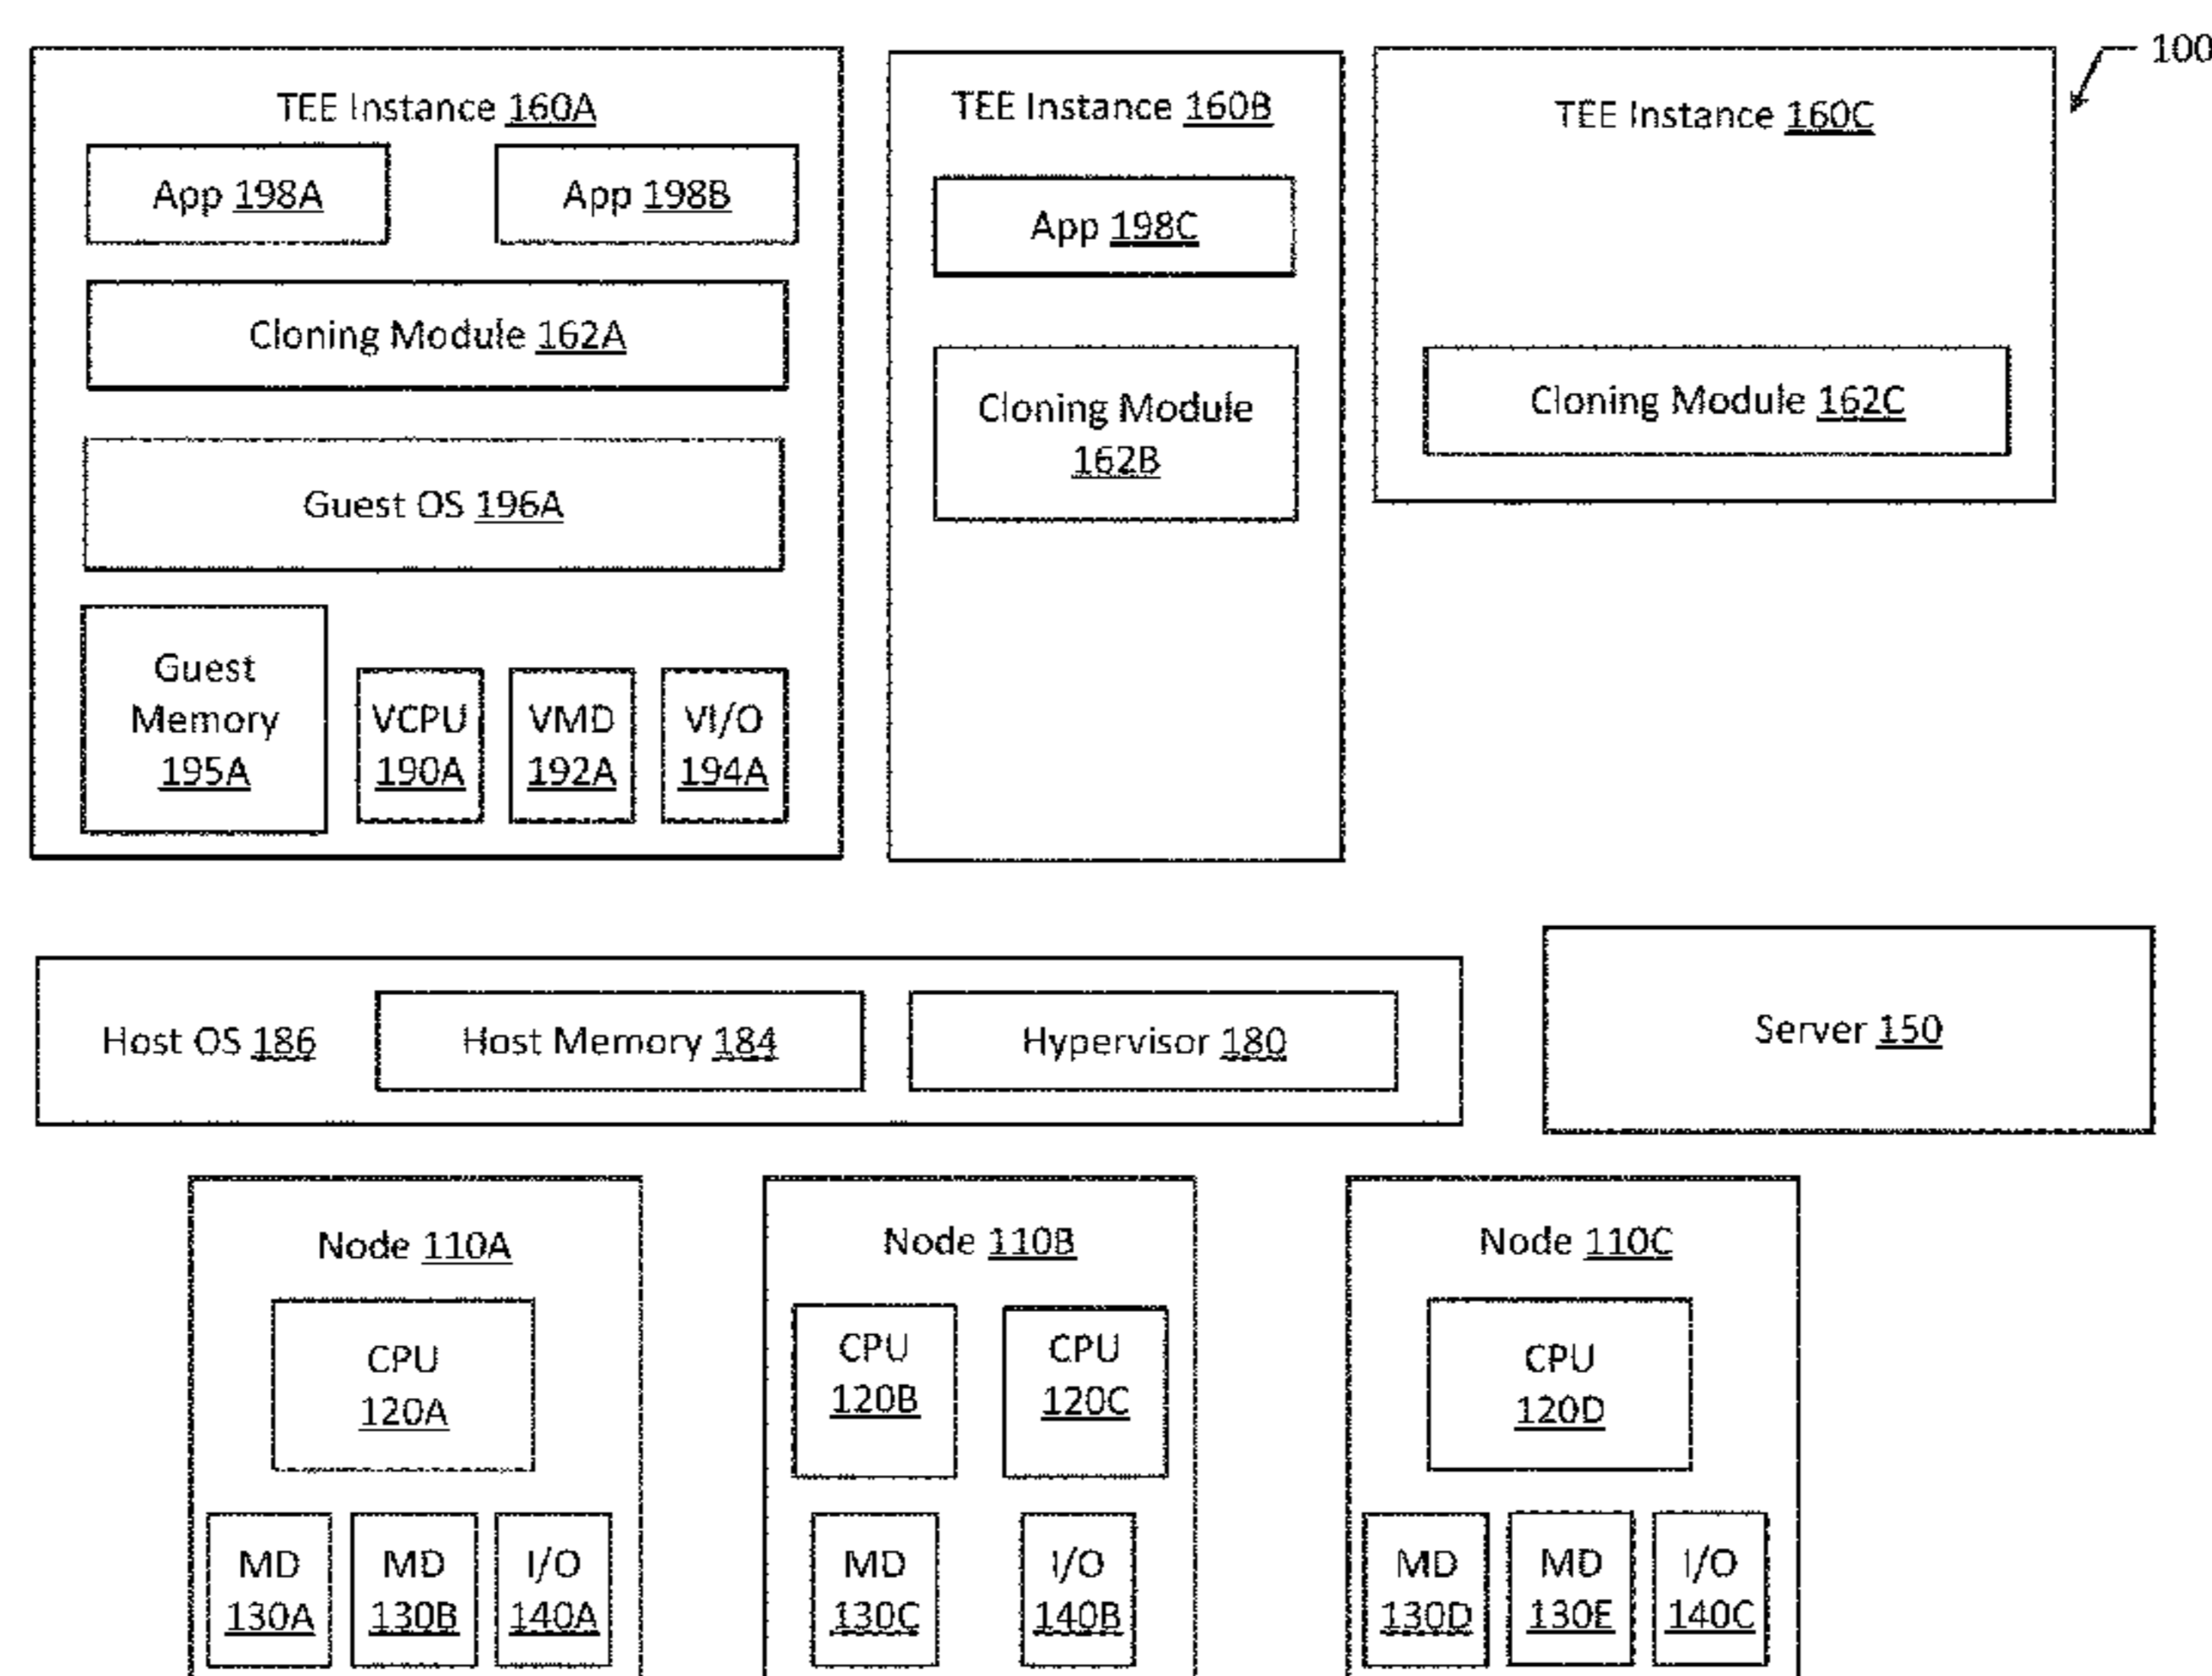 100
TEE Instance 160A
App 198A
App 198B
Cloning Module 162A
Guest OS 196A
Guest
Memory
195A
VCPU
190A
VMD
192A
VI/O
194A
TEE Instance 160B
App 198C
Cloning Module
162B
TEE Instance 160C
Cloning Module 162C
Host OS 186
Host Memory 184
Hypervisor 180
Server 150
Node 110A
CPU
120A
MD
130A
MD
130B
I/O
140A
Node 110B
CPU
120B
CPU
120C
MD
130C
I/O
140B
Node 110C
CPU
120D
MD
130D
MD
130E
I/O
140C